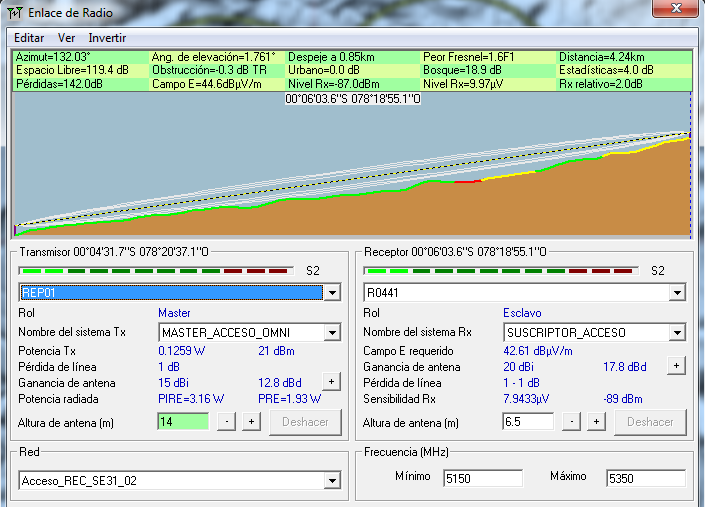 Enlace de Radio
Editar Ver Invertir
Azimut=132.03° Ang. de elevación=1.761° Despeje a 0.85km Peor Fresnel=1.6F1 Distancia=4.24km
Espacio Libre=119.4 dB Obstrucción=-0.3 dB TR Urbano=0.0 dB Bosque=18.9 dB Estadísticas=4.0 dB
Pérdidas=142.0dB Campo E=44.6dBµV/m Nivel Rx=-87.0dBm Nivel Rx=9.97µV Rx relativo=2.0dB
00°06'03.6''S 078°18'55.1''O
Transmisor 00°04'31.7''S 078°20'37.1''O
S2
REP01
Rol Master
Nombre del sistema Tx MASTER_ACCESO_OMNI
Potencia Tx 0.1259 W 21 dBm
Pérdida de línea 1 dB
Ganancia de antena 15 dBi 12.8 dBd +
Potencia radiada PIRE=3.16 W PRE=1.93 W
Altura de antena (m) 14 - + Deshacer
Receptor 00°06'03.6''S 078°18'55.1''O
S2
R0441
Rol Esclavo
Nombre del sistema Rx SUSCRIPTOR_ACCESO
Campo E requerido 42.61 dBµV/m
Ganancia de antena 20 dBi 17.8 dBd +
Pérdida de línea 1 - 1 dB
Sensibilidad Rx 7.9433µV -89 dBm
Altura de antena (m) 6.5 - + Deshacer
Red
Acceso_REC_SE31_02
Frecuencia (MHz)
Mínimo 5150 Máximo 5350